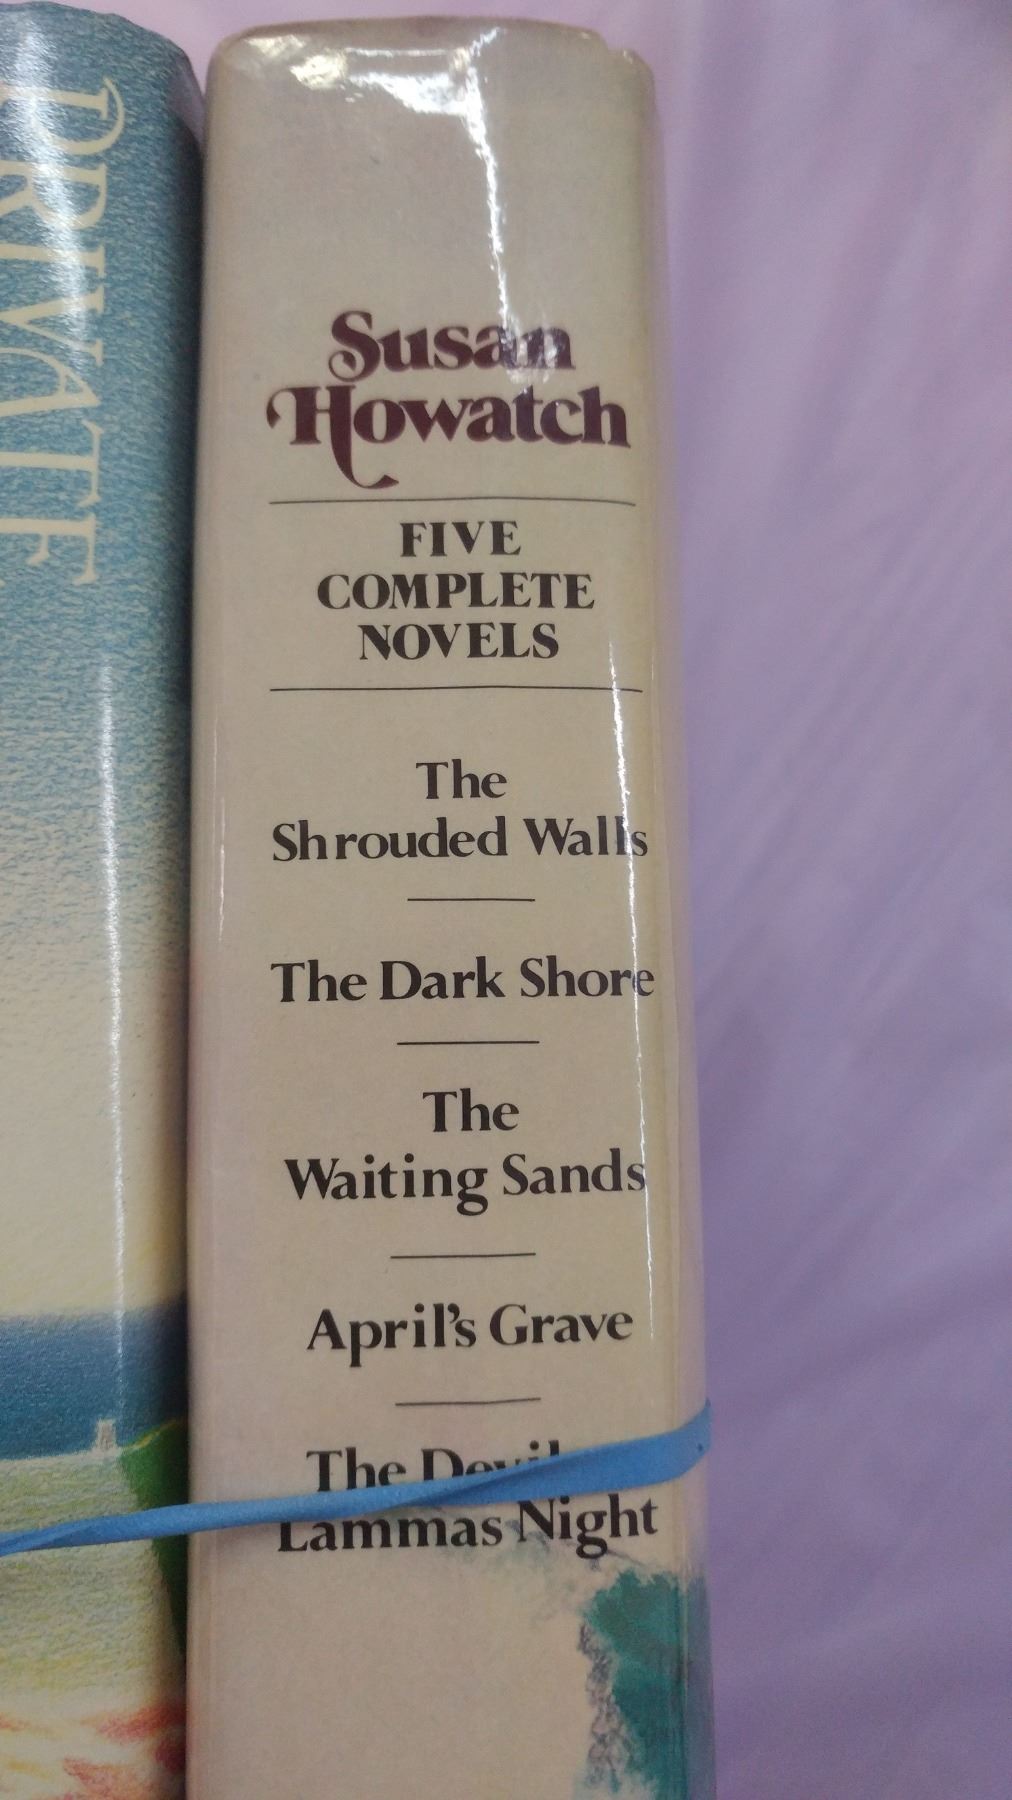 PRIVATE
Susan
Howatch
FIVE
COMPLETE
NOVELS
The
Shrouded Walls
The Dark Shore
The
Waiting Sands
April's Grave
The
Lammas Night